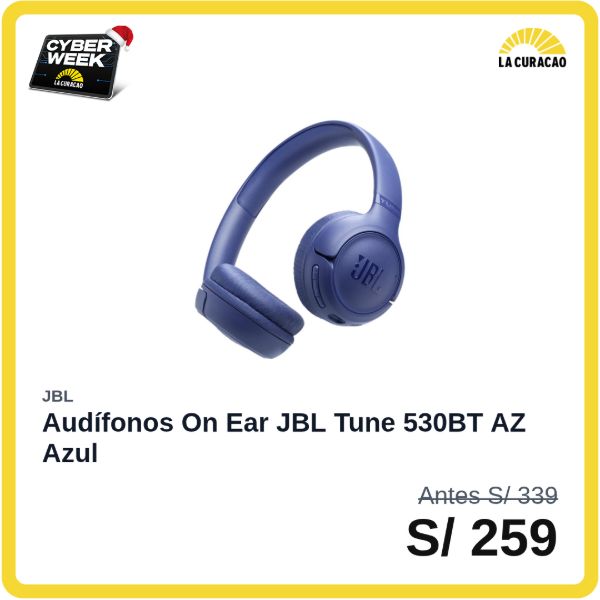 CYBER
WEEK
LA CURACAO
LA CURACAO
JBL
JBL
Audífonos On Ear JBL Tune 530BT AZ
Azul
Antes S/ 339
S/ 259